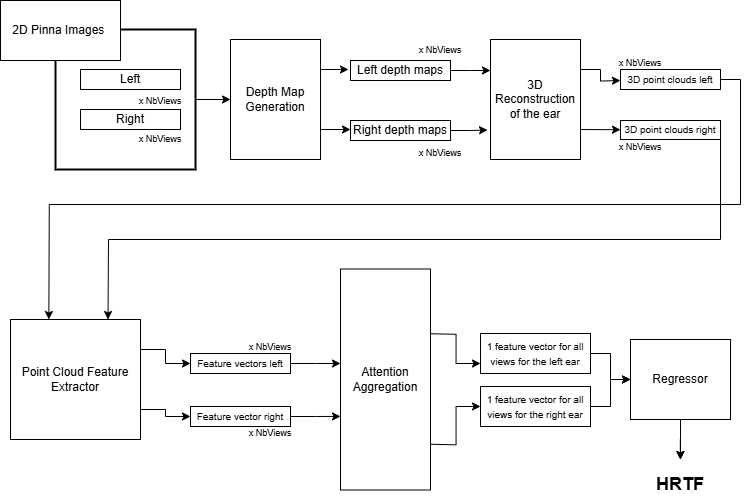 2D Pinna Images
Left
x NbViews
Right
x NbViews
Depth Map
Generation
x NbViews
Left depth maps
Right depth maps
x NbViews
3D
Reconstruction
of the ear
x NbViews
3D point clouds left
3D point clouds right
x NbViews
Point Cloud Feature
Extractor
x NbViews
Feature vectors left
Feature vector right
x NbViews
Attention
Aggregation
1 feature vector for all
views for the left ear
1 feature vector for all
views for the right ear
Regressor
HRTF